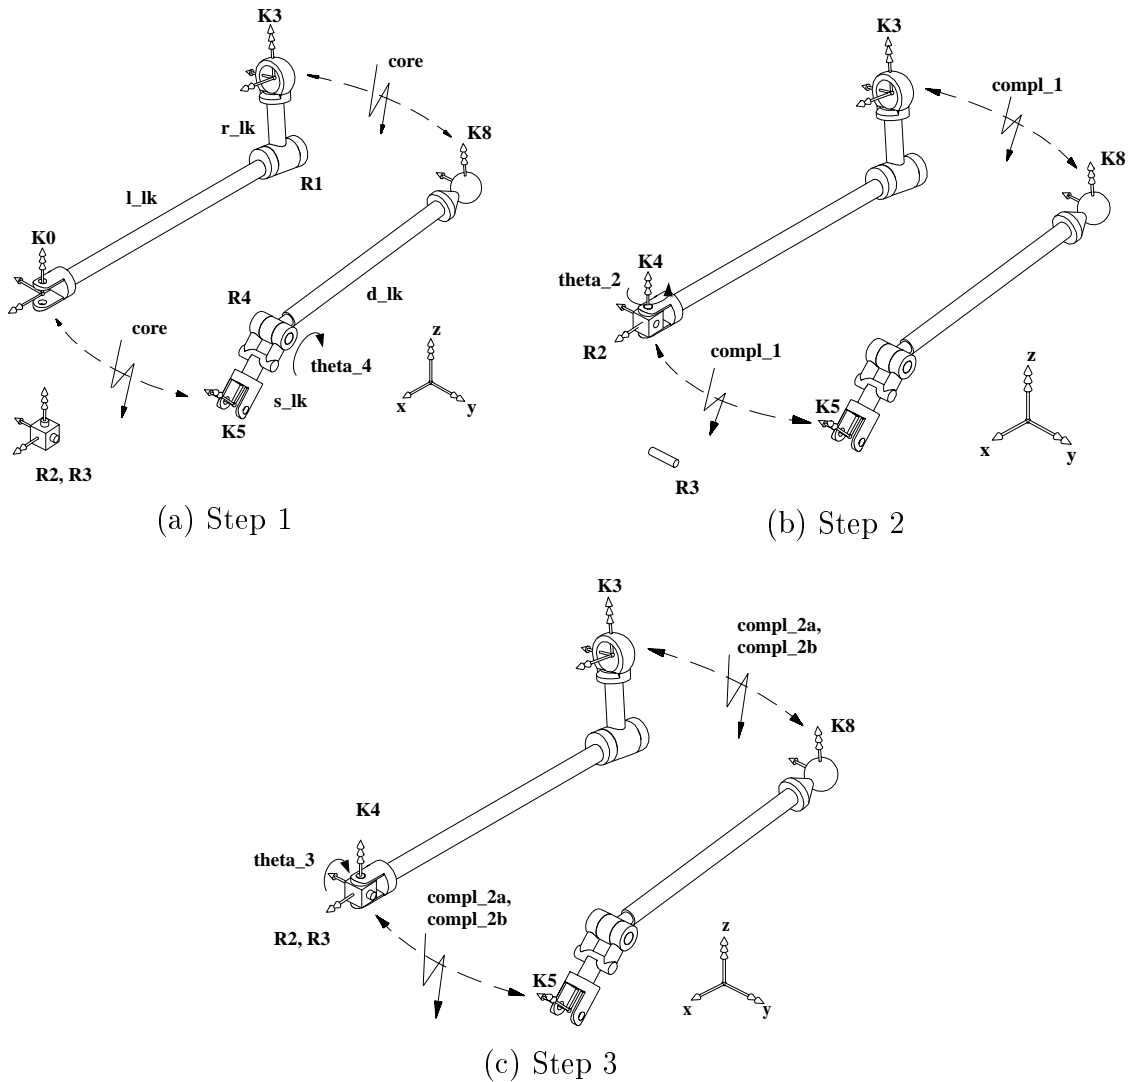 K3
core
r_lk
K8
R1
l_lk
K0
R4
d_lk
core
z
theta_4
s_lk
x
y
K5
R2, R3
(a) Step 1
K3
compl_1
K8
K4
theta_2
R2
compl_1
z
K5
x
y
R3
(b) Step 2
K3
compl_2a,
compl_2b
K8
K4
theta_3
compl_2a,
compl_2b
R2, R3
z
K5
x
y
(c) Step 3